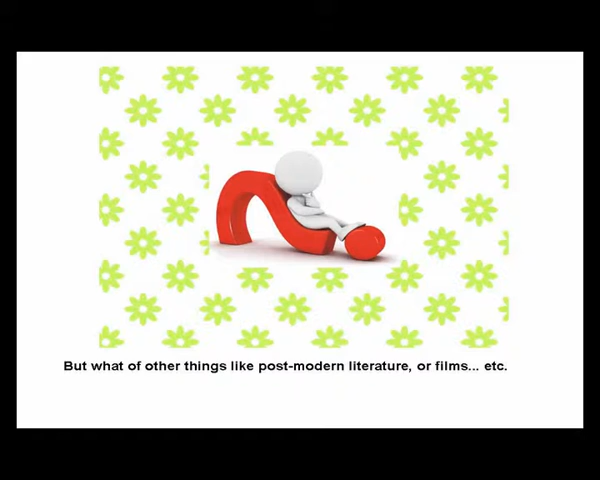 But what of other things like post-modern literature, or films... etc.